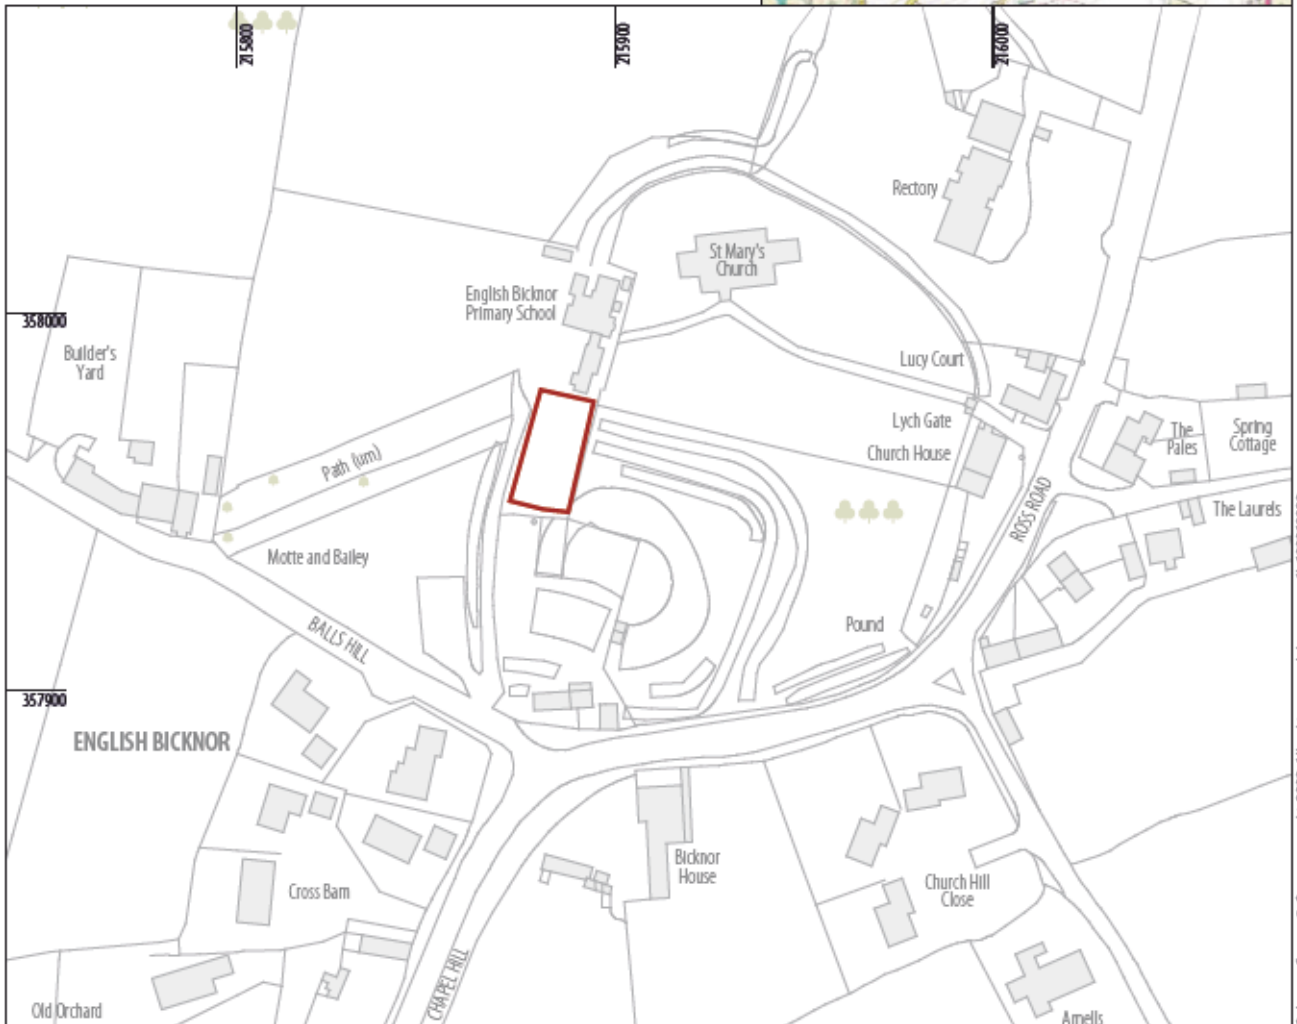 215800
215900
216000
Rectory
St Mary's
Church
English Bicknor
Primary School
358000
Builder's
Yard
Lucy Court
Lych Gate
Church House
The
Pales
Spring
Cottage
Path (um)
ROSS ROAD
The Laurels
Motte and Bailey
BALLS HILL
Pound
357900
ENGLISH BICKNOR
Bicknor
House
Cross Barn
Church Hill
Close
CHAPEL HILL
Old Orchard
Arnells